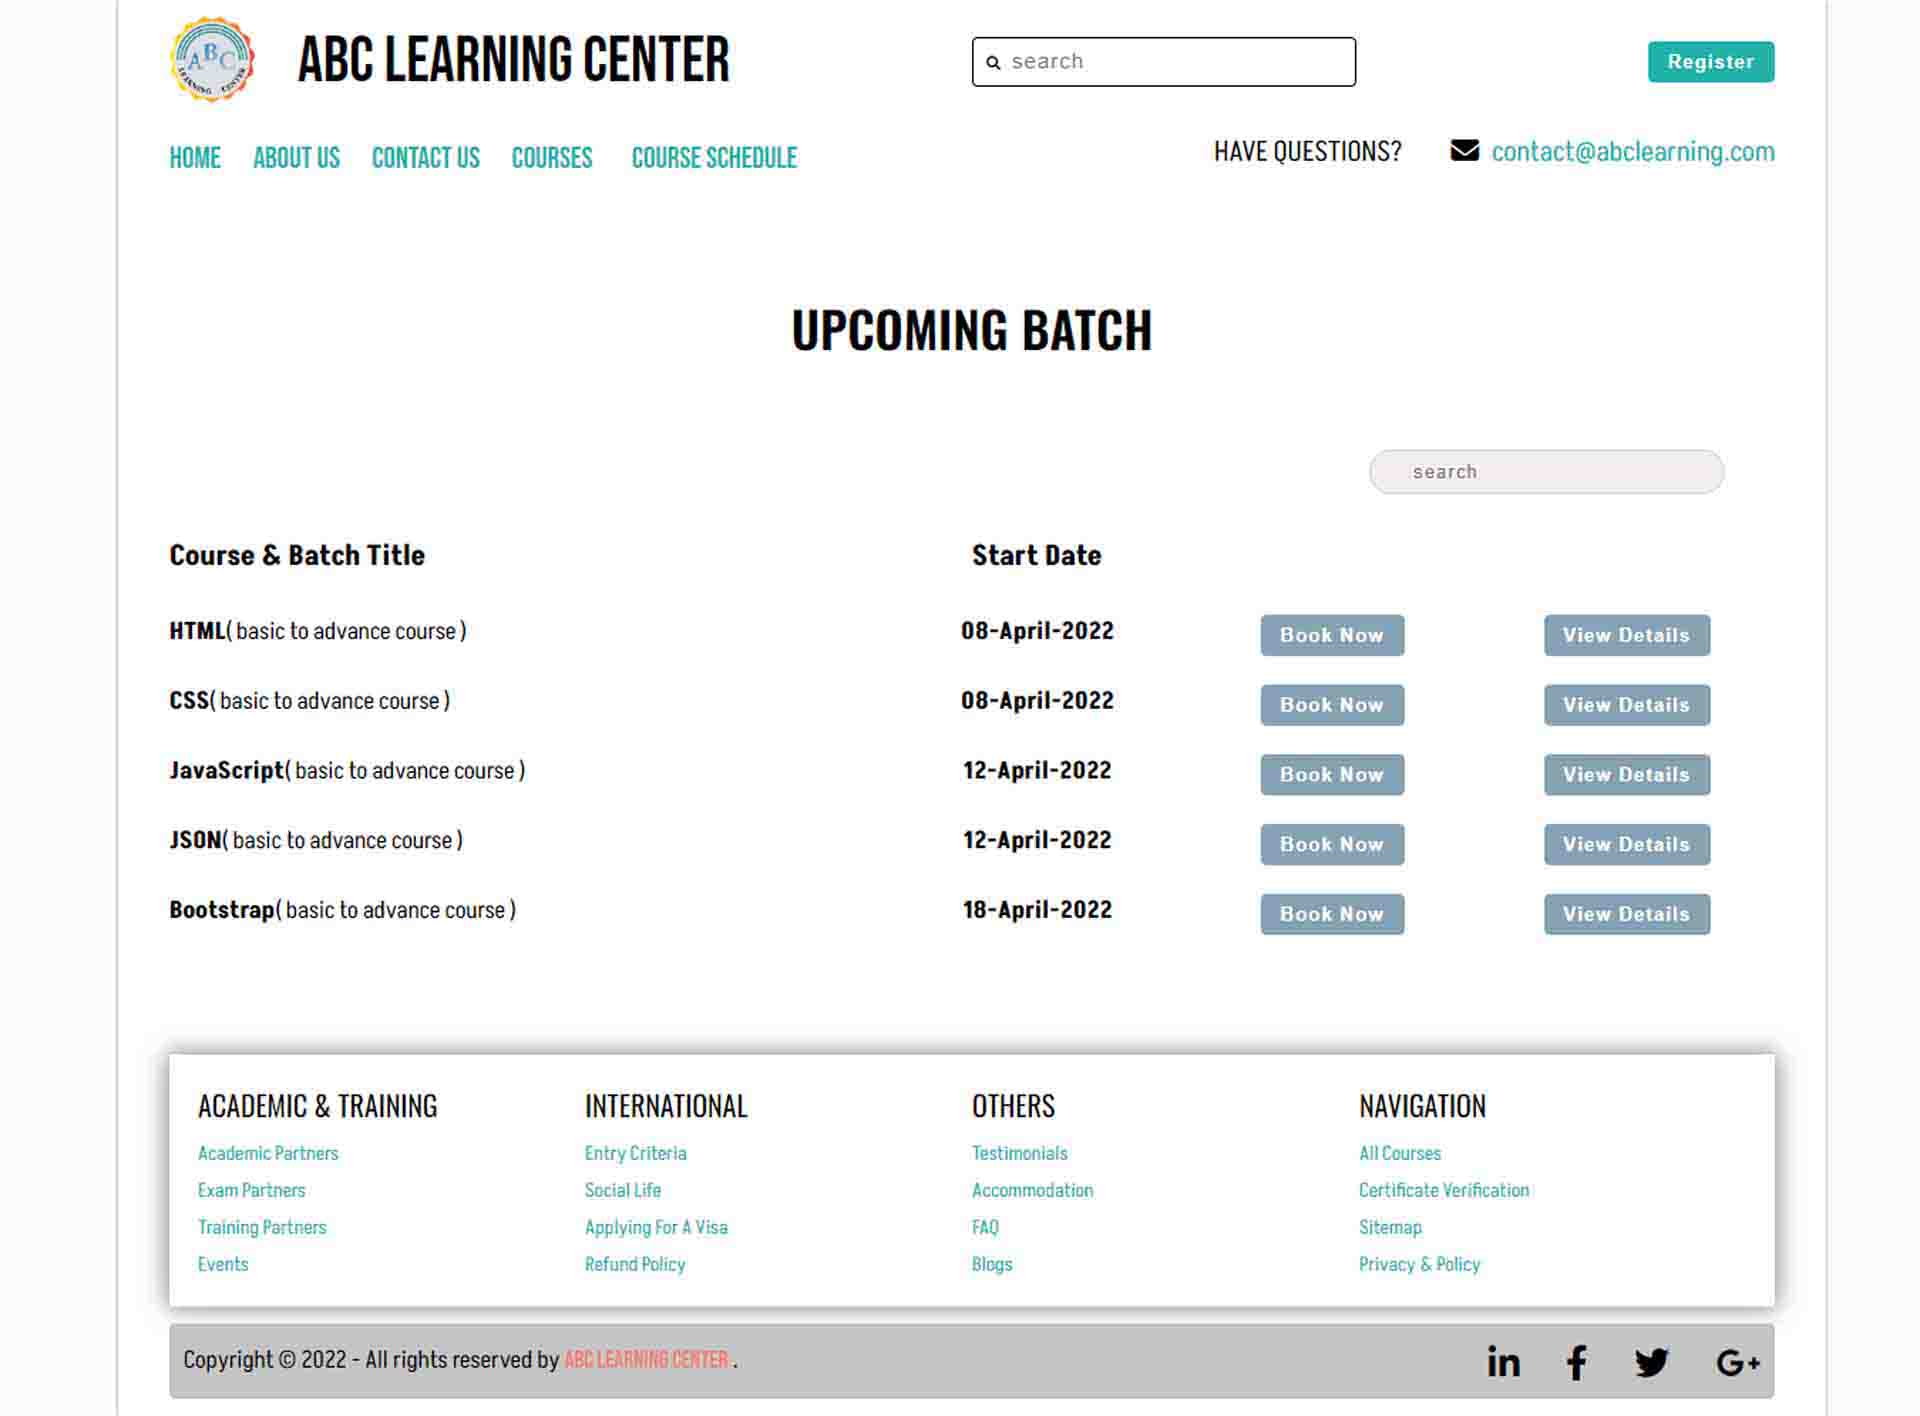 ABC
LEARNING CENTER
ABC LEARNING CENTER
search
Register
HOME ABOUT US CONTACT US COURSES COURSE SCHEDULE
HAVE QUESTIONS? contact@abclearning.com
UPCOMING BATCH
search
Course & Batch Title Start Date
HTML( basic to advance course ) 08-April-2022 Book Now View Details
CSS( basic to advance course ) 08-April-2022 Book Now View Details
JavaScript( basic to advance course ) 12-April-2022 Book Now View Details
JSON( basic to advance course ) 12-April-2022 Book Now View Details
Bootstrap( basic to advance course ) 18-April-2022 Book Now View Details
ACADEMIC & TRAINING
Academic Partners
Exam Partners
Training Partners
Events
INTERNATIONAL
Entry Criteria
Social Life
Applying For A Visa
Refund Policy
OTHERS
Testimonials
Accommodation
FAQ
Blogs
NAVIGATION
All Courses
Certificate Verification
Sitemap
Privacy & Policy
Copyright © 2022 - All rights reserved by ABC LEARNING CENTER .
in f G+